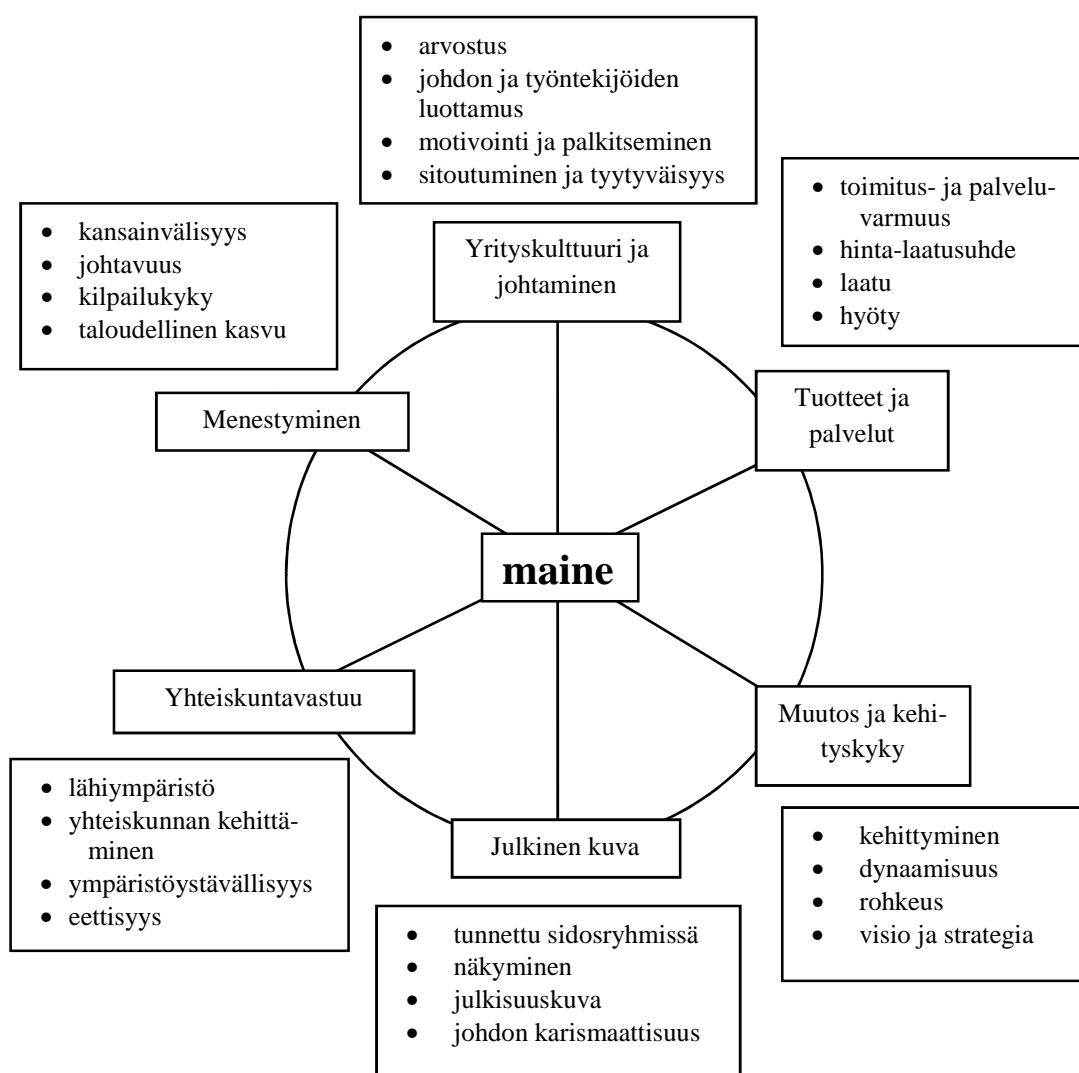 • arvostus
• johdon ja työntekijöiden
luottamus
• motivointi ja palkitseminen
• sitoutuminen ja tyytyväisyys
• kansainvälisyys
• johtavuus
• kilpailukyky
• taloudellinen kasvu
Yrityskulttuuri ja
johtaminen
• toimitus- ja palvelu-
varmuus
• hinta-laatusuhde
• laatu
• hyöty
Menestyminen
Tuotteet ja
palvelut
maine
Yhteiskuntavastuu
Muutos ja kehi-
tyskyky
• lähiympäristö
• yhteiskunnan kehittä-
minen
• ympäristöystävällisyys
• eettisyys
Julkinen kuva
• tunnettu sidosryhmissä
• näkyminen
• julkisuuskuva
• johdon karismaattisuus
• kehittyminen
• dynaamisuus
• rohkeus
• visio ja strategia